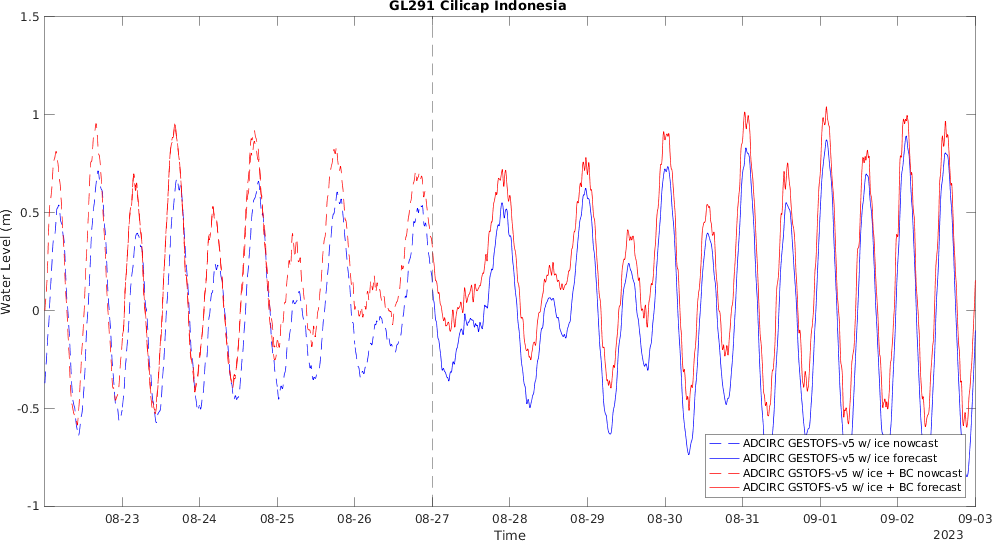 GL291 Cilicap Indonesia
1.5
1
0.5
0
-0.5
-1
Water Level (m)
08-23 08-24 08-25 08-26 08-27 08-28 08-29 08-30 08-31 09-01 09-02 09-03
Time
2023
ADCIRC GESTOFS-v5 w/ ice nowcast
ADCIRC GESTOFS-v5 w/ ice forecast
ADCIRC GSTOFS-v5 w/ ice + BC nowcast
ADCIRC GSTOFS-v5 w/ ice + BC forecast